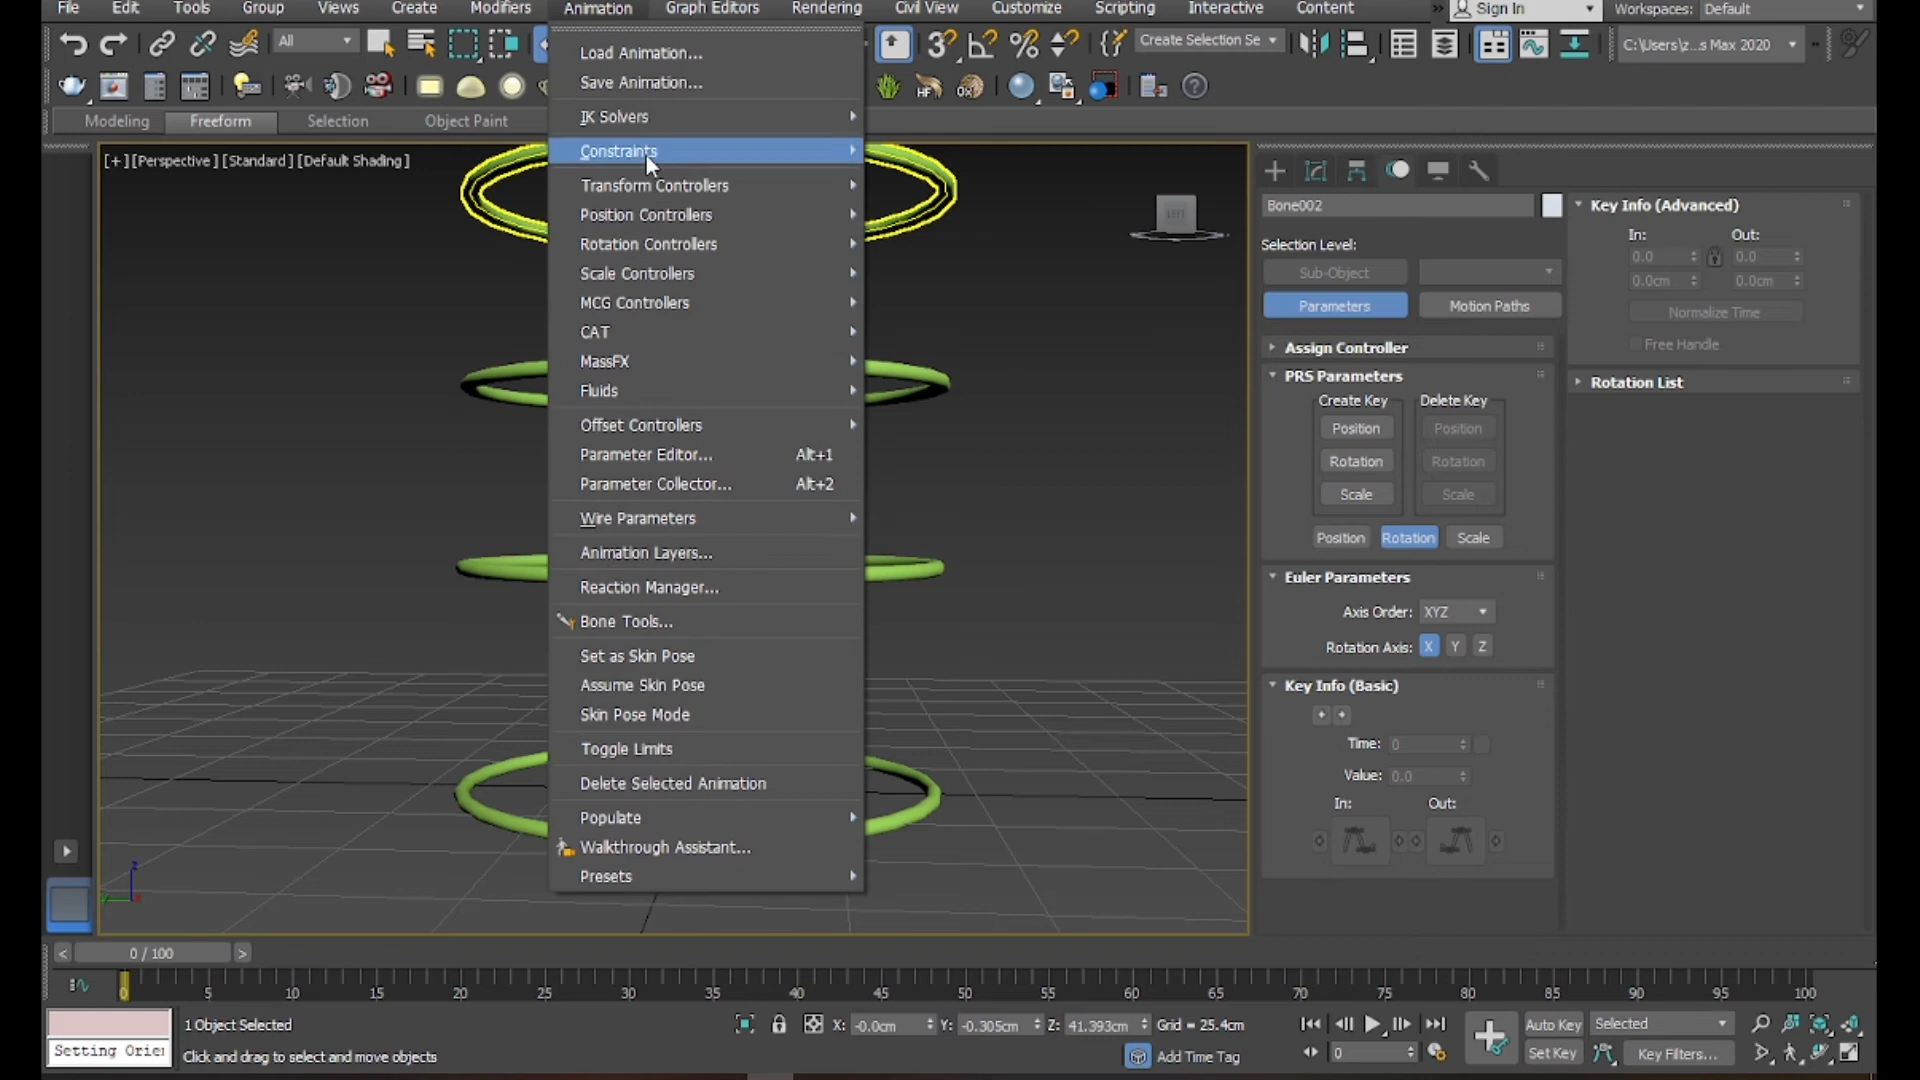 File Edit Tools Group Views Create Modifiers Animation Graph Editors Rendering Civil View Customize Scripting Interactive Content » Sign In Workspaces: Default
All Create Selection Se C:\Users\z...s Max 2020
Modeling Freeform Selection Object Paint
[+] [Perspective ] [Standard ] [Default Shading ]
LEFT
Load Animation...
Save Animation...
IK Solvers
Constraints
Transform Controllers
Position Controllers
Rotation Controllers
Scale Controllers
MCG Controllers
CAT
MassFX
Fluids
Offset Controllers
Parameter Editor... Alt+1
Parameter Collector... Alt+2
Wire Parameters
Animation Layers...
Reaction Manager...
Bone Tools...
Set as Skin Pose
Assume Skin Pose
Skin Pose Mode
Toggle Limits
Delete Selected Animation
Populate
Walkthrough Assistant...
Presets
Bone002
Selection Level:
Sub-Object
Parameters Motion Paths
Assign Controller
PRS Parameters
Create Key Delete Key
Position Position
Rotation Rotation
Scale Scale
Position Rotation Scale
Euler Parameters
Axis Order: XYZ
Rotation Axis: X Y Z
Key Info (Basic)
Time: 0
Value: 0.0
In: Out:
Key Info (Advanced)
In: Out:
0.0 0.0
0.0cm 0.0cm
Normalize Time
Free Handle
Rotation List
z
< 0 / 100 >
0 5 10 15 20 25 30 35 40 45 50 55 60 65 70 75 80 85 90 95 100
1 Object Selected X: -0.0cm Y: -0.305cm Z: 41.393cm Grid = 25.4cm Auto Key Selected
Setting Orier Click and drag to select and move objects Add Time Tag 0 Set Key Key Filters...